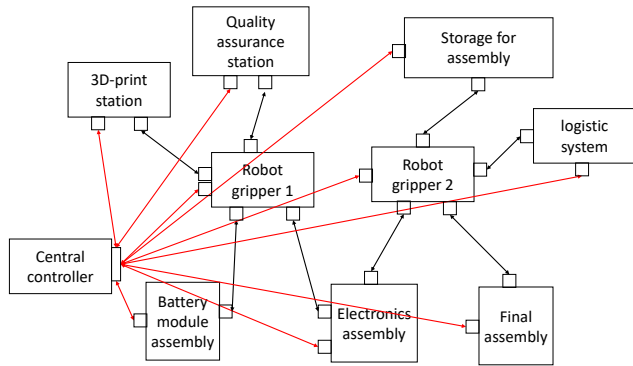 Quality
assurance
station
Storage for
assembly
3D-print
station
logistic
system
Robot
gripper 1
Robot
gripper 2
Central
controller
Battery
module
assembly
Electronics
assembly
Final
assembly